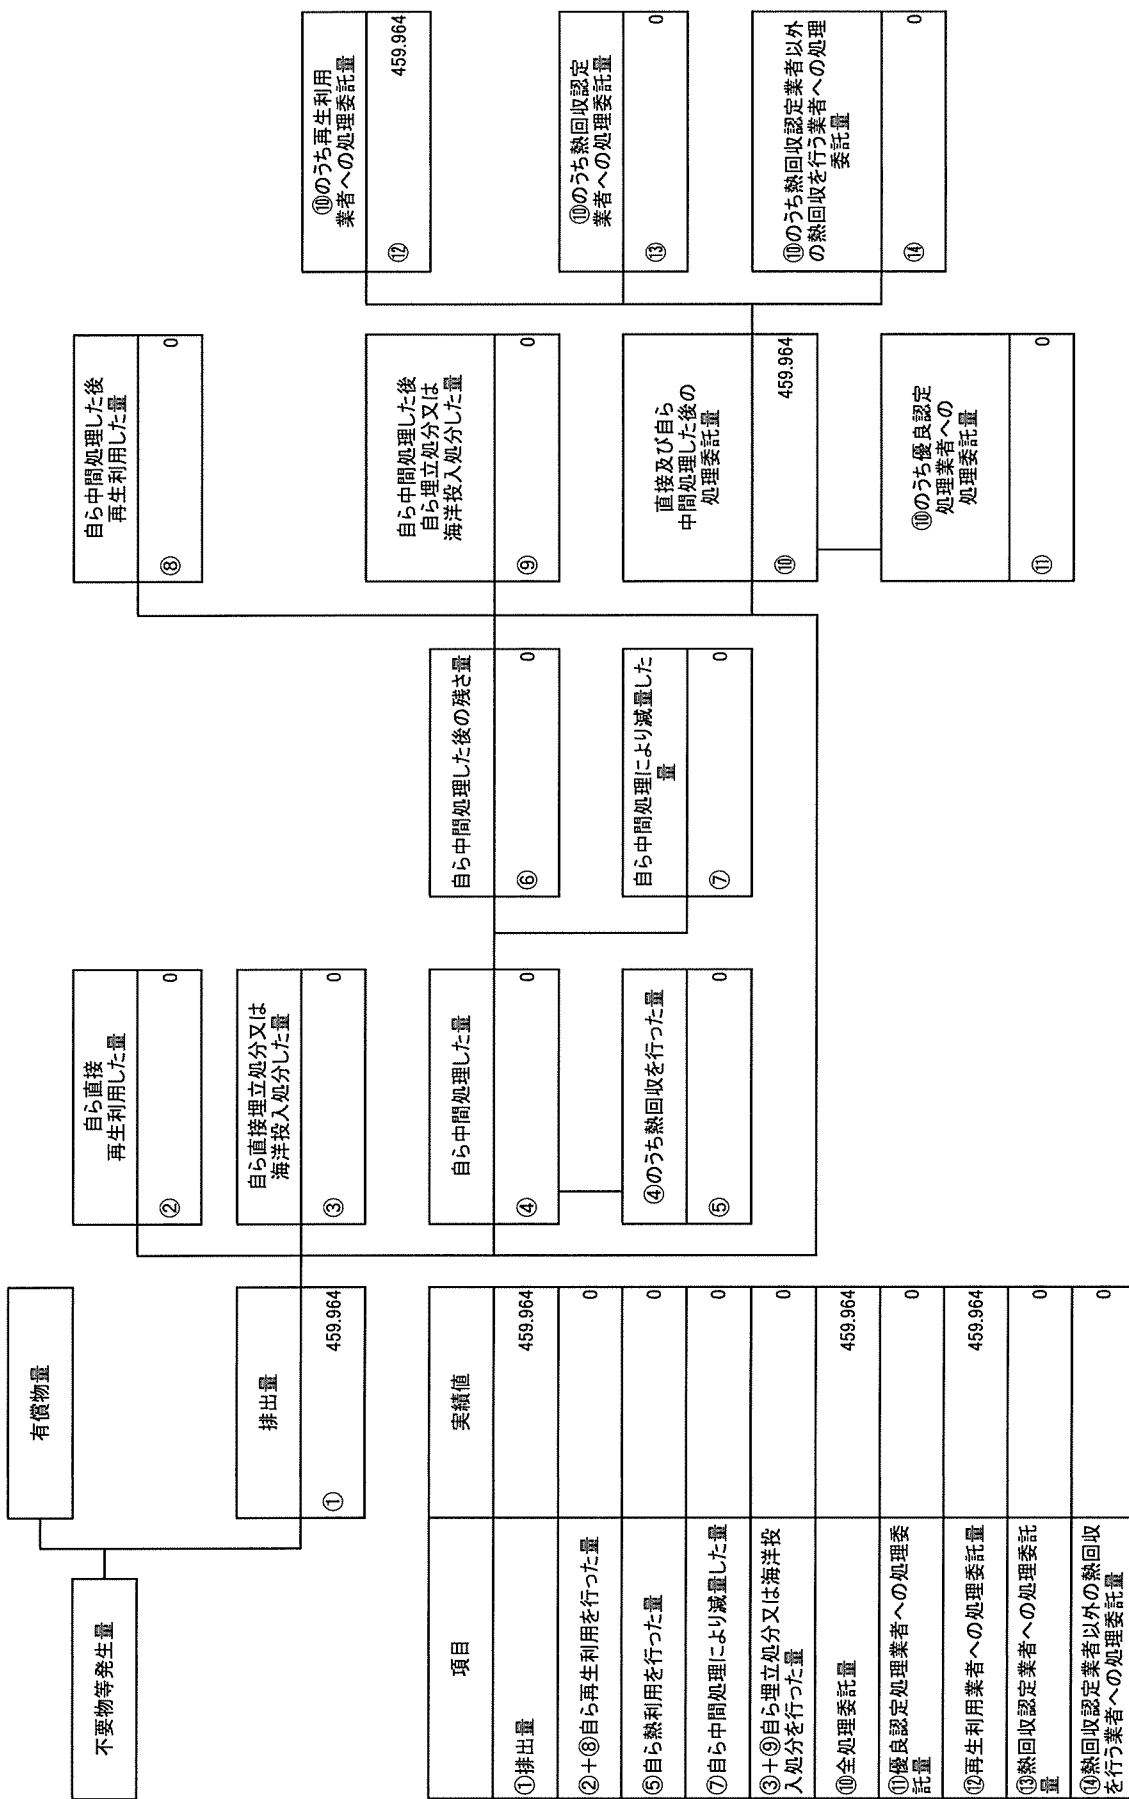 不要物等発生量
有償物量
排出量
① 459.964
自ら直接
再生利用した量
② 0
自ら直接埋立処分又は
海洋投入処分した量
③ 0
自ら中間処理した量
④ 0
④のうち熱回収を行った量
⑤ 0
自ら中間処理した後の残さ量
⑥ 0
自ら中間処理により減量した
量
⑦ 0
自ら中間処理した後
再生利用した量
⑧ 0
自ら中間処理した後
自ら埋立処分又は
海洋投入処分した量
⑨ 0
直接及び自ら
中間処理した後の
処理委託量
⑩ 459.964
⑩のうち優良認定
処理業者への
処理委託量
⑪ 0
⑩のうち再生利用
業者への処理委託量
⑫ 459.964
⑩のうち熱回収認定
業者への処理委託量
⑬ 0
⑩のうち熱回収認定業者以外
の熱回収を行う業者への処理
委託量
⑭ 0
項目 実績値
①排出量 459.964
②+⑧自ら再生利用を行った量 0
⑤自ら熱利用を行った量 0
⑦自ら中間処理により減量した量 0
③+⑨自ら埋立処分又は海洋投
入処分を行った量 0
⑩全処理委託量 459.964
⑪優良認定処理業者への処理委
託量 0
⑫再生利用業者への処理委託量 459.964
⑬熱回収認定業者への処理委託
量 0
⑭熱回収認定業者以外の熱回収
を行う業者への処理委託量 0